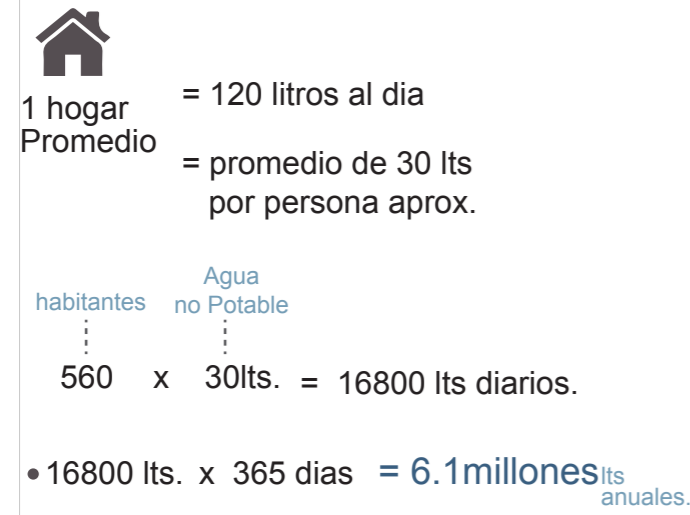 1 hogar
Promedio
= 120 litros al dia
= promedio de 30 lts
por persona aprox.
habitantes
Agua
no Potable
560 x 30lts. = 16800 lts diarios.
•16800 lts. x 365 dias = 6.1millones lts
anuales.